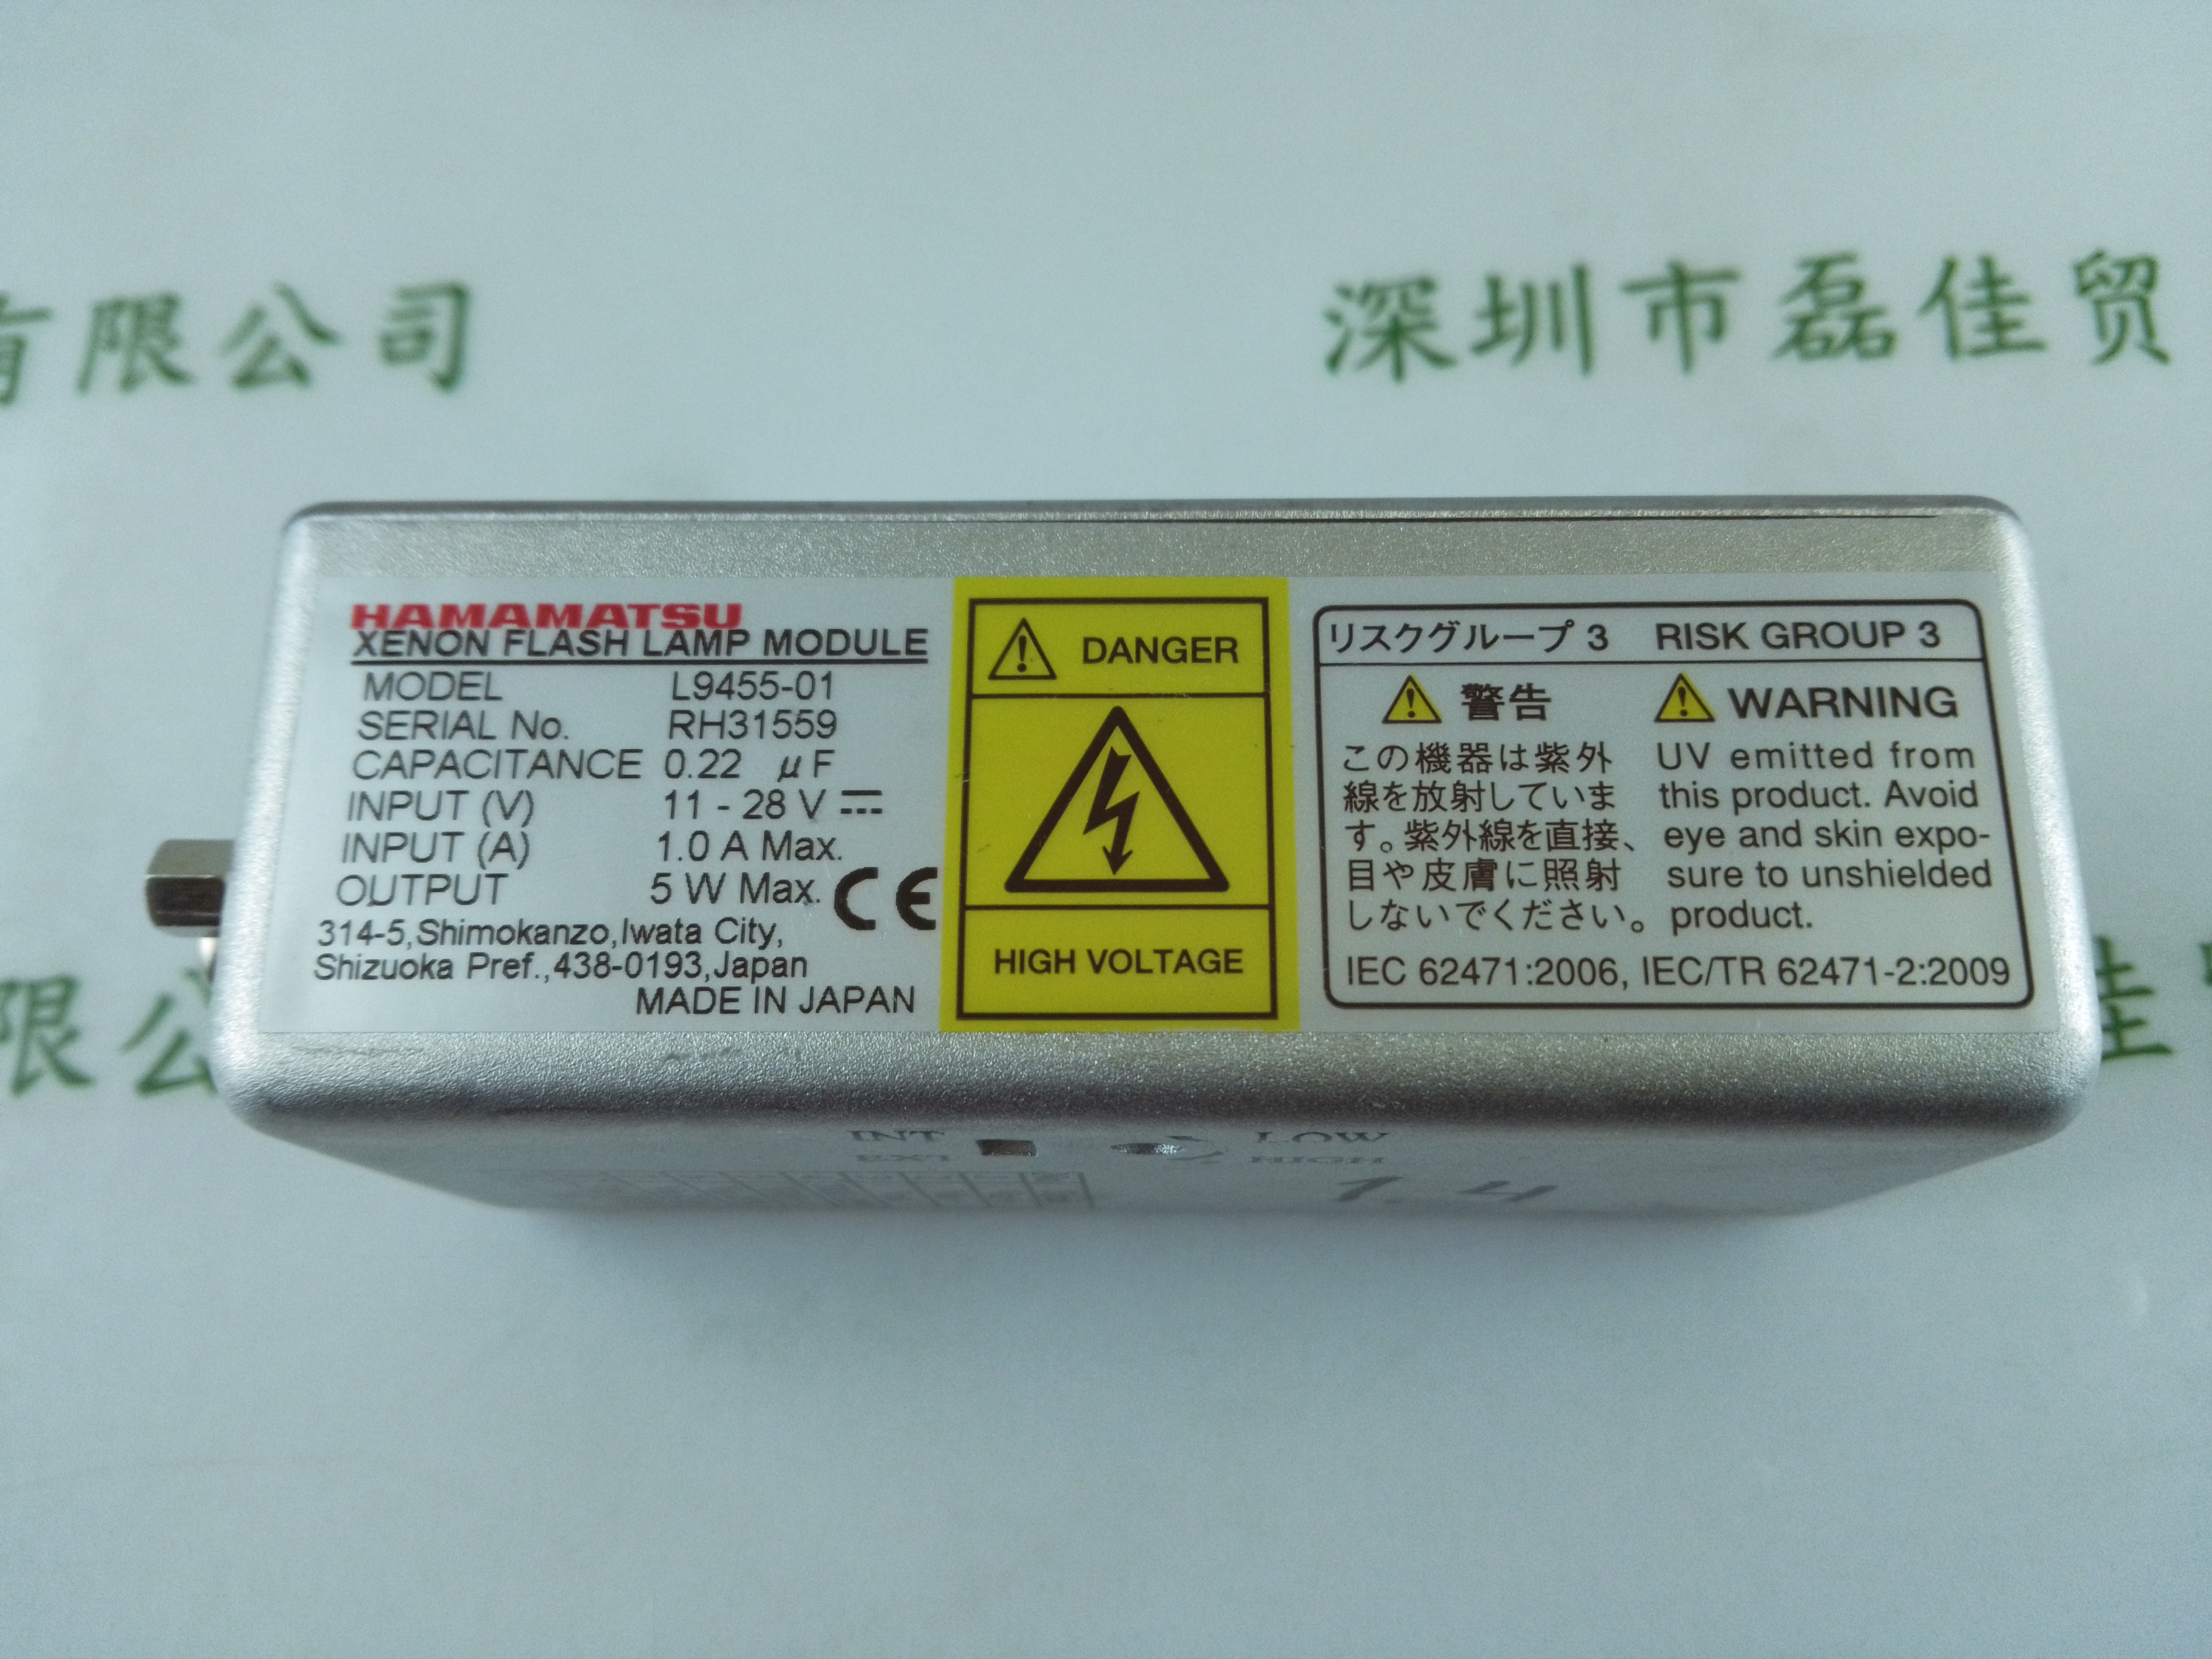 有限公司
深圳市磊佳贸
HAMAMATSU
XENON FLASH LAMP MODULE
MODEL L9455-01
SERIAL No. RH31559
CAPACITANCE 0.22 μF
INPUT (V) 11 - 28 V
INPUT (A) 1.0 A Max.
OUTPUT 5 W Max.
CE
314-5,Shimokanzo,Iwata City,
Shizuoka Pref.,438-0193,Japan
MADE IN JAPAN
DANGER
HIGH VOLTAGE
リスクグループ 3 RISK GROUP 3
警告
この機器は紫外
線を放射していま
す。紫外線を直接、
目や皮膚に照射
しないでください。
WARNING
UV emitted from
this product. Avoid
eye and skin expo-
sure to unshielded
product.
IEC 62471:2006, IEC/TR 62471-2:2009
限公
佳
INT LOW
EXT HIGH
1.4